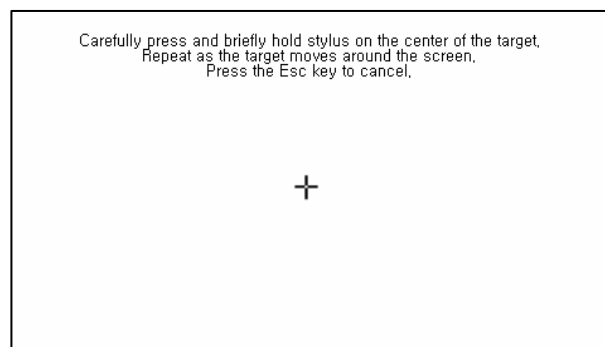 Carefully press and briefly hold stylus on the center of the target.
Repeat as the target moves around the screen.
Press the Esc key to cancel.